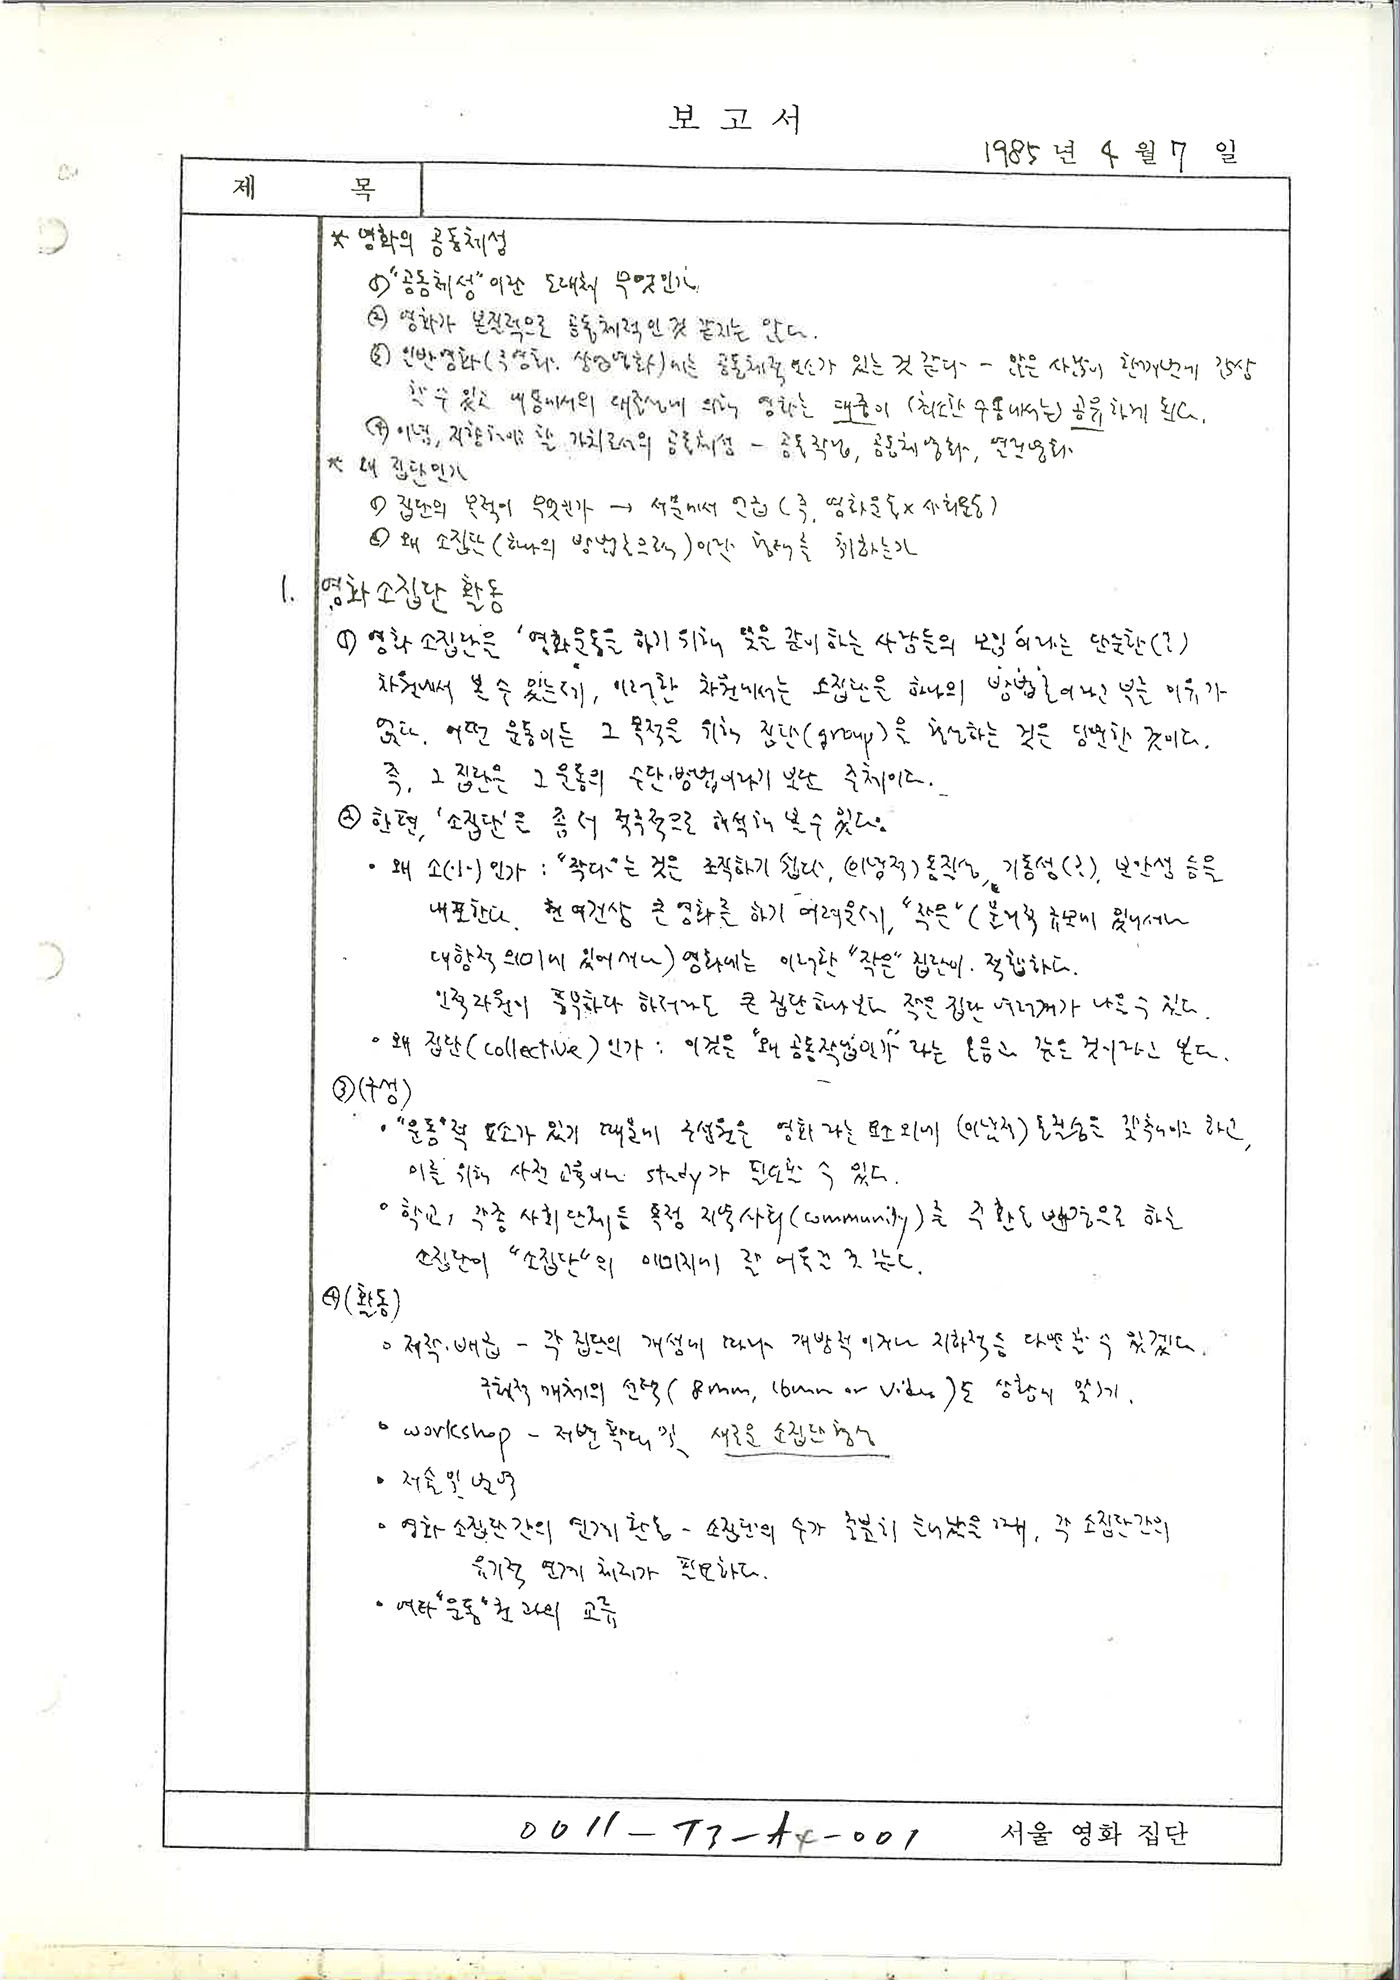 보고서
1985년 4월 7일
제 목
* 영화의 공동체성
① "공동체성"이란 도대체 무엇인가
② 영화가 본질적으로 공동체적인 것 같지는 않다.
③ 일반영화(극영화. 상업영화)에는 공동체적 요소가 있는 것 같다 - 많은 사람이 한꺼번에 감상
할 수 있고 내용에서의 대중성에 의해 영화는 대중이 (최소한 수용에서는) 공유하게 된다.
④ 이념, 지향해야 할 가치로서의 공동체성 - 공동작업, 공동체영화,
* 왜 집단인가
① 집단의 목적이 무엇인가 → 서론에서 언급 (즉, 영화운동 × 사회운동)
② 왜 소집단(하나의 방법론으로써)이란 형태를 취하는가
1. 영화 소집단 활동
① 영화 소집단은 '영화운동을 하기 위해 뜻을 같이하는 사람들의 모임'이라는 단순한(?)
차원에서 볼 수 있는데, 이러한 차원에서는 소집단을 하나의 '방법론'이라고 부를 이유가
없다. 어떤 운동이든 그 목적을 위해 집단(group)을 형성하는 것은 당연한 것이다.
즉, 그 집단은 그 운동의 수단·방법이라기 보단 주체이다.
② 한편, '소집단'은 좀 더 적극적으로 해석해 볼 수 있다.
• 왜 소(小)인가 : "작다"는 것은 조직하기 쉽다, (이념적) 동질성, 기동성(?), 보안성 등을
내포한다. 현 여건상 큰 영화를 하기 어려운데, "작은" (물리적 규모에 있어서나
대항적 의미에 있어서나) 영화에는 이러한 "작은" 집단이 적합하다.
인적자원이 풍부하다 하더라도 큰 집단 하나보다 작은 집단 여러개가 나을 수 있다.
• 왜 집단(collective)인가 : 이것은 "왜 공동작업인가" 라는 물음과 같은 것이라고 본다.
③ (구성)
• "운동"적 요소가 있기 때문에 구성원은 영화라는 요소 외에 (이념적) 동질성을 갖추어야 하고,
이를 위해 사전 교육이나 study가 필요할 수 있다.
• 학교, 각종 사회단체 등 특정 지역사회(community)를 배경으로 하는
소집단이 "소집단"의 이미지에 잘 어울리는 것 같다.
④ (활동)
• 제작·배급 - 각 집단의 개성에 따라 개방적이거나 지하적 등 다양할 수 있겠다.
구체적 매체의 선택 (8mm, 16mm or Video)도 상황에 맞게.
• workshop - 저변 확대 및 새로운 소집단 형성
• 저술 및 번역
• 영화 소집단간의 연계 활동 - 소집단의 수가 충분히 늘어났을 때, 각 소집단간의
유기적 연계 체제가 필요하다.
• 여타 "운동"권과의 교류
0011-T3-A4-001
서울 영화 집단